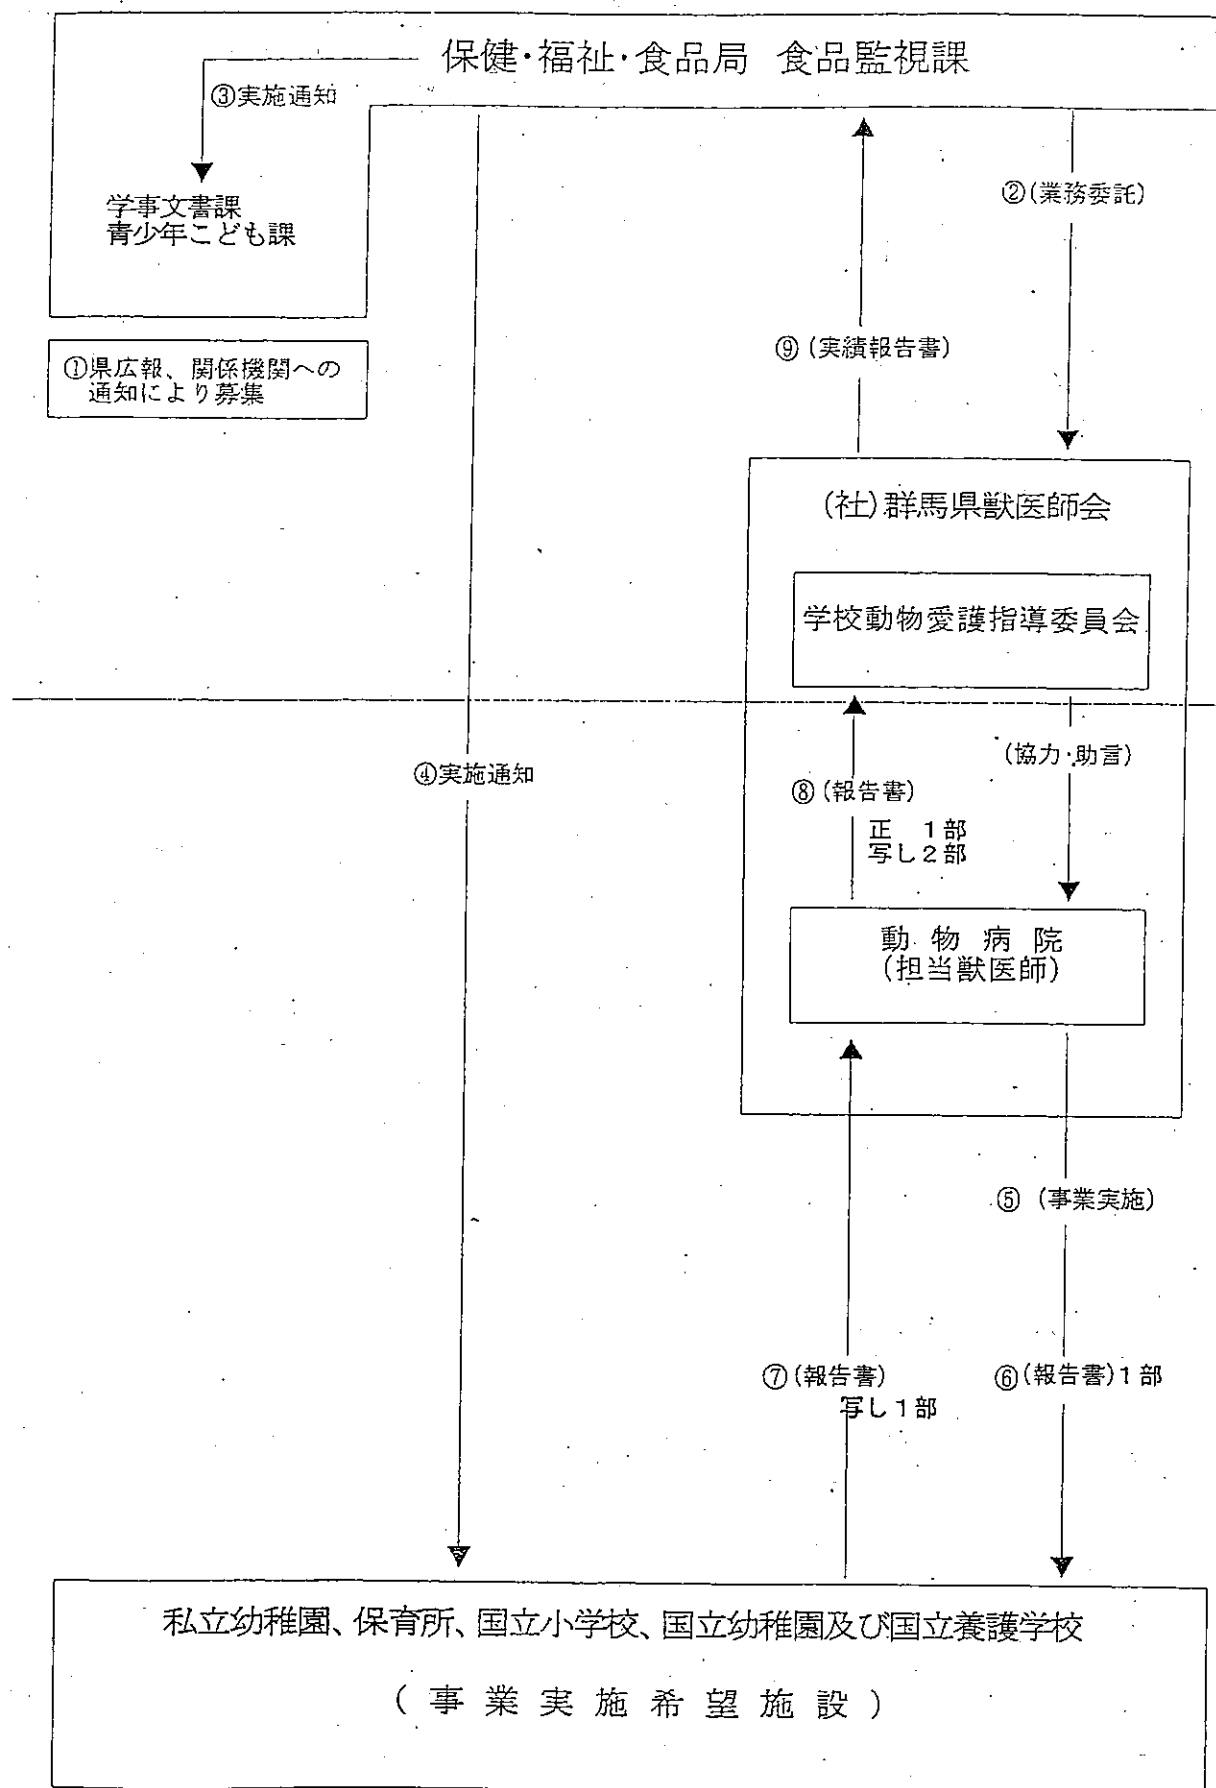 保健・福祉・食品局 食品監視課
③実施通知
学事文書課
青少年こども課
②(業務委託)
⑨(実績報告書)
①県広報、関係機関への
通知により募集
(社)群馬県獣医師会
学校動物愛護指導委員会
④実施通知
(協力・助言)
⑧(報告書)
正 1部
写し2部
動物病院
(担当獣医師)
⑤(事業実施)
⑦(報告書)
写し1部
⑥(報告書)1部
私立幼稚園、保育所、国立小学校、国立幼稚園及び国立養護学校
(事業実施希望施設)